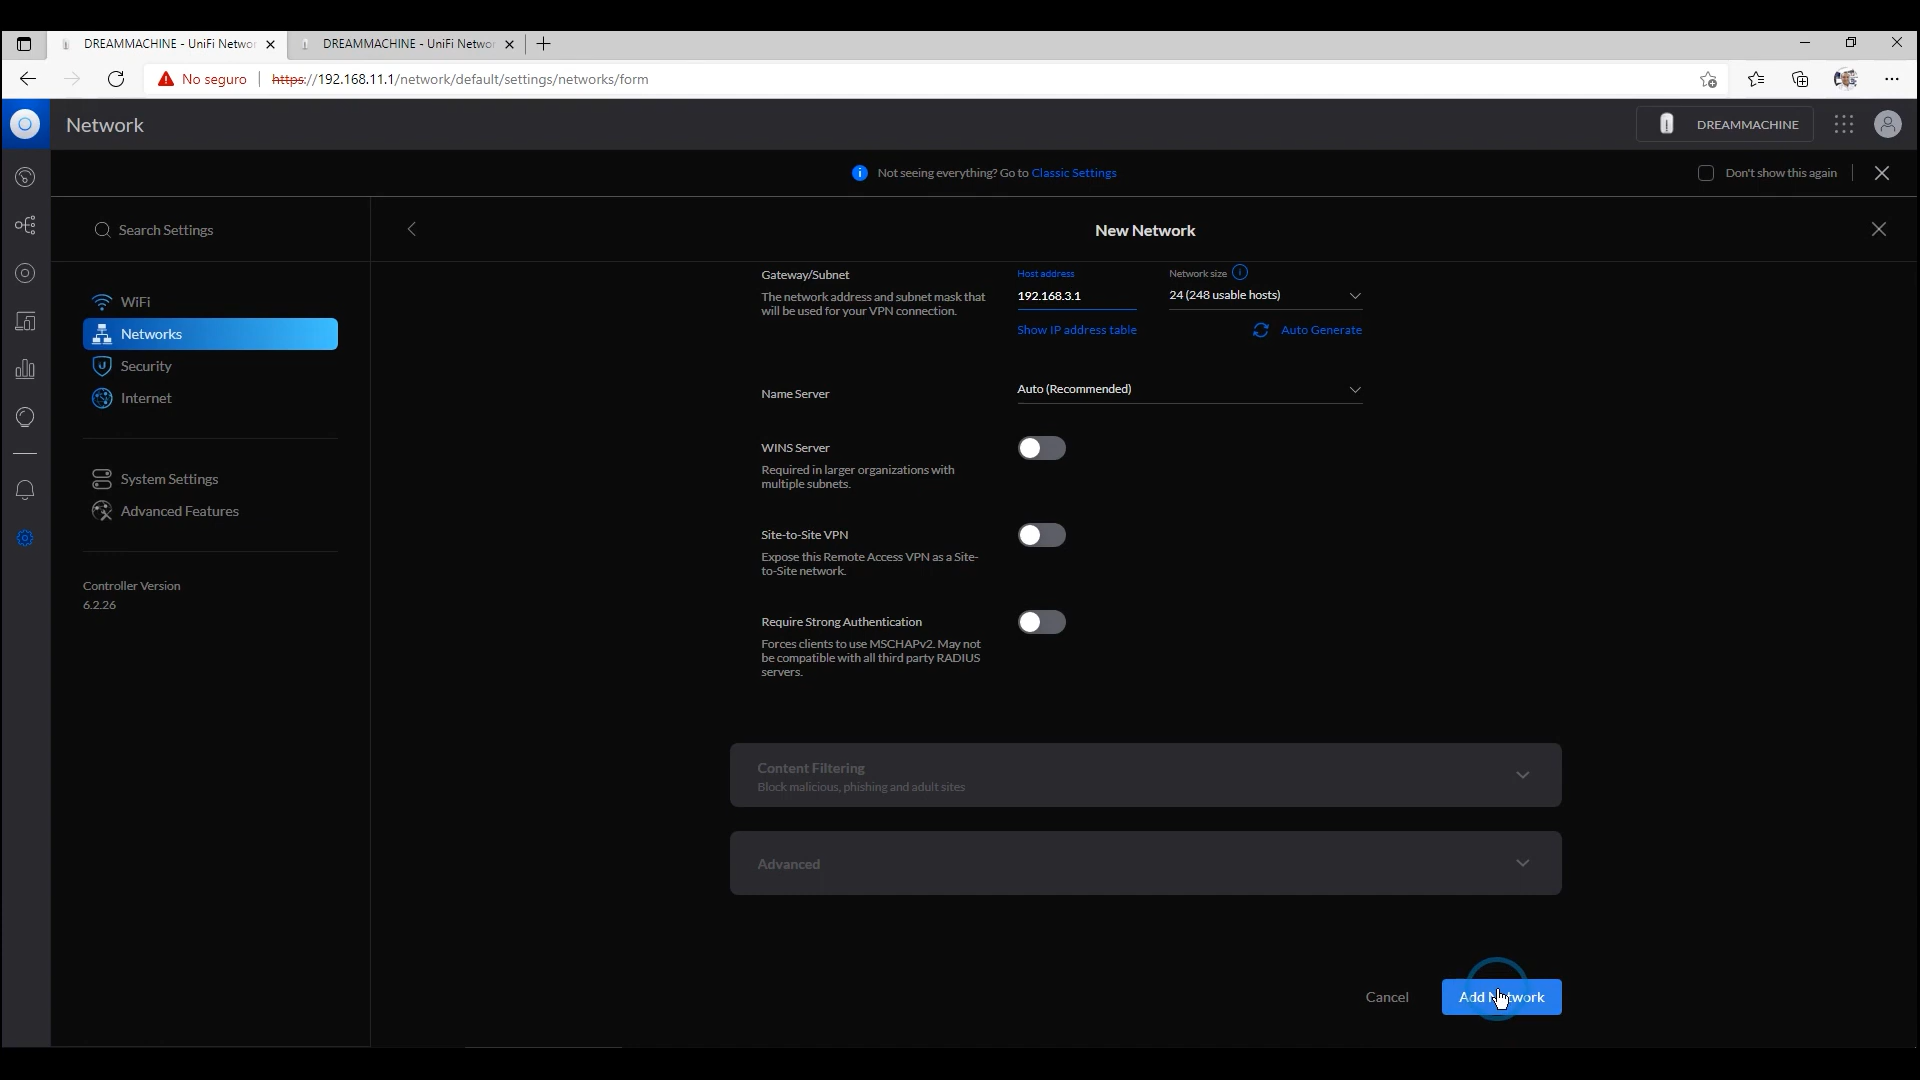 DREAMMACHINE - UniFi Networ
DREAMMACHINE - UniFi Networ
No seguro
https://192.168.11.1/network/default/settings/networks/form
Network
DREAMMACHINE
Not seeing everything? Go to Classic Settings
Don't show this again
Search Settings
New Network
WiFi
Networks
Security
Internet
System Settings
Advanced Features
Controller Version
6.2.26
Gateway/Subnet
The network address and subnet mask that
will be used for your VPN connection.
Host address
192.168.3.1
Network size
24 (248 usable hosts)
Show IP address table
Auto Generate
Name Server
Auto (Recommended)
WINS Server
Required in larger organizations with
multiple subnets.
Site-to-Site VPN
Expose this Remote Access VPN as a Site-
to-Site network.
Require Strong Authentication
Forces clients to use MSCHAPv2. May not
be compatible with all third party RADIUS
servers.
Content Filtering
Block malicious, phishing and adult sites
Advanced
Cancel
Add Network